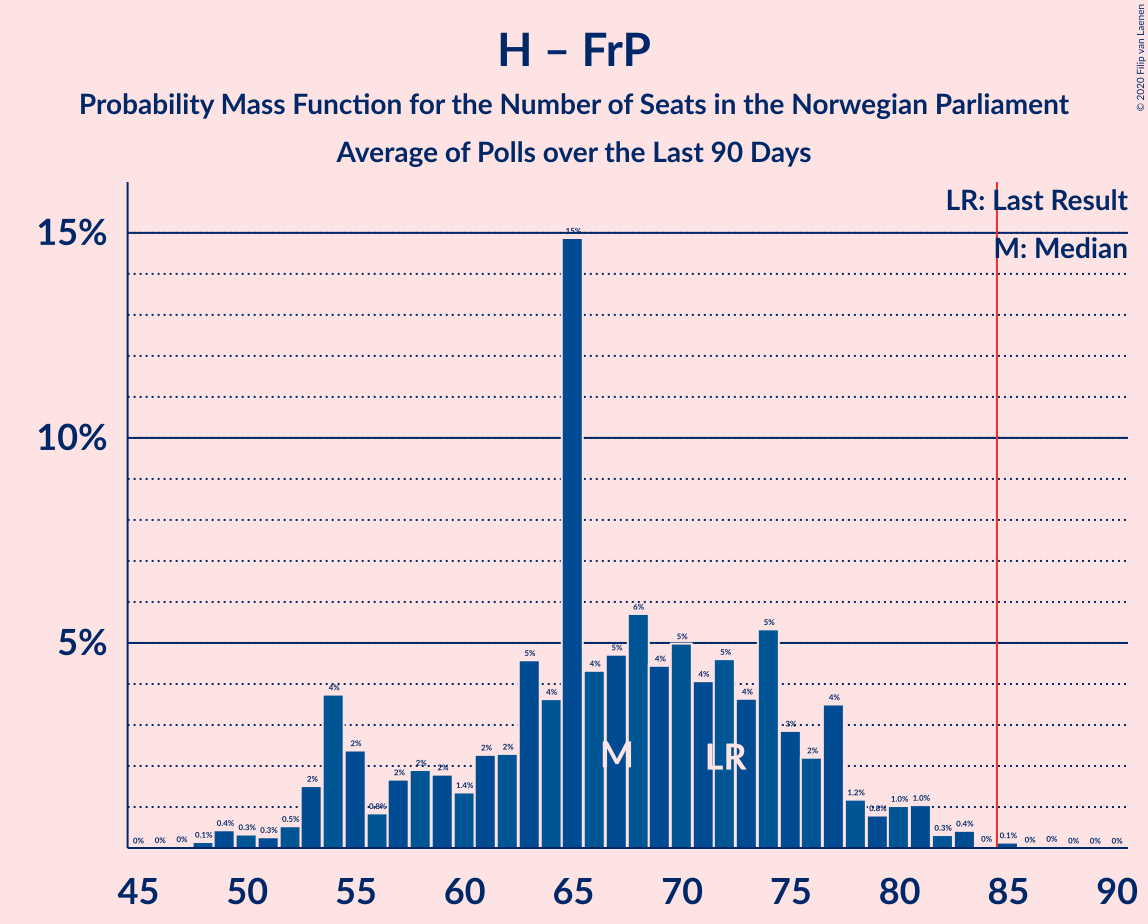 H – FrP
Probability Mass Function for the Number of Seats in the Norwegian Parliament
Average of Polls over the Last 90 Days
© 2020 Filip van Laenen
LR: Last Result
M: Median
15%
10%
5%
0% 0% 0% 0.1% 0.4% 0.3% 0.3% 0.5% 2% 4% 2% 0.8% 2% 2% 2% 1.4% 2% 2% 5% 4% 15% 4% 5% 6% 4% 5% 4% 5% 4% 5% 3% 2% 4% 1.2% 0.8% 1.0% 1.0% 0.3% 0.4% 0% 0.1% 0% 0% 0% 0% 0%
M LR
45 50 55 60 65 70 75 80 85 90